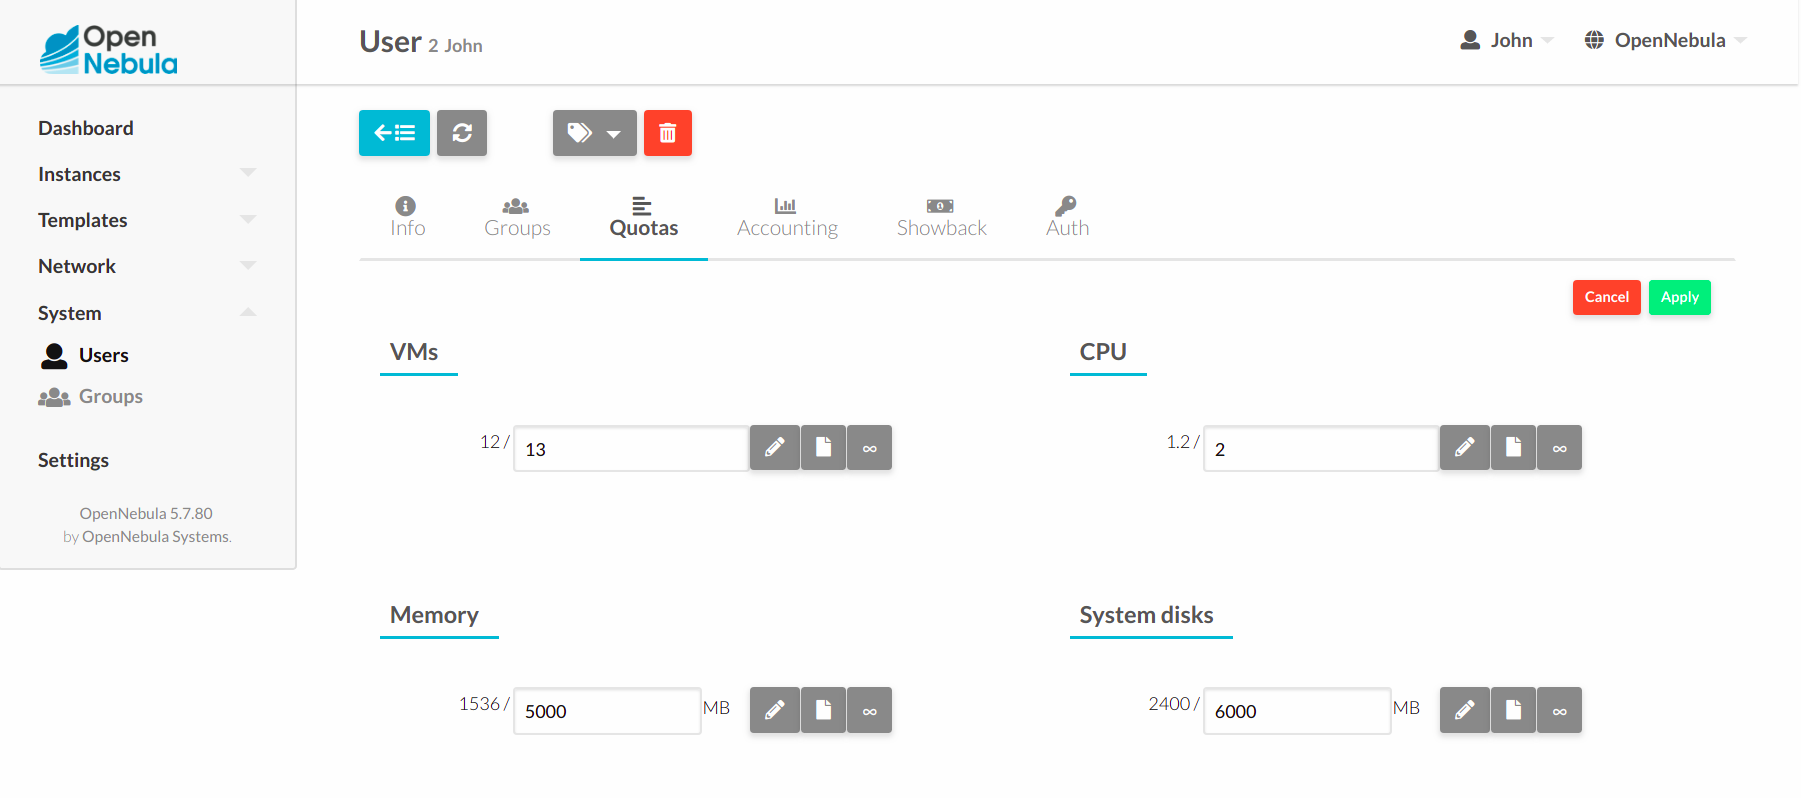 Open
Nebula
User 2 John
John
OpenNebula
Dashboard
Instances
Templates
Network
System
Users
Groups
Settings
OpenNebula 5.7.80
by OpenNebula Systems.
Info
Groups
Quotas
Accounting
Showback
Auth
Cancel
Apply
VMs
12 / 13
∞
CPU
1.2 / 2
∞
Memory
1536 / 5000 MB
∞
System disks
2400 / 6000 MB
∞